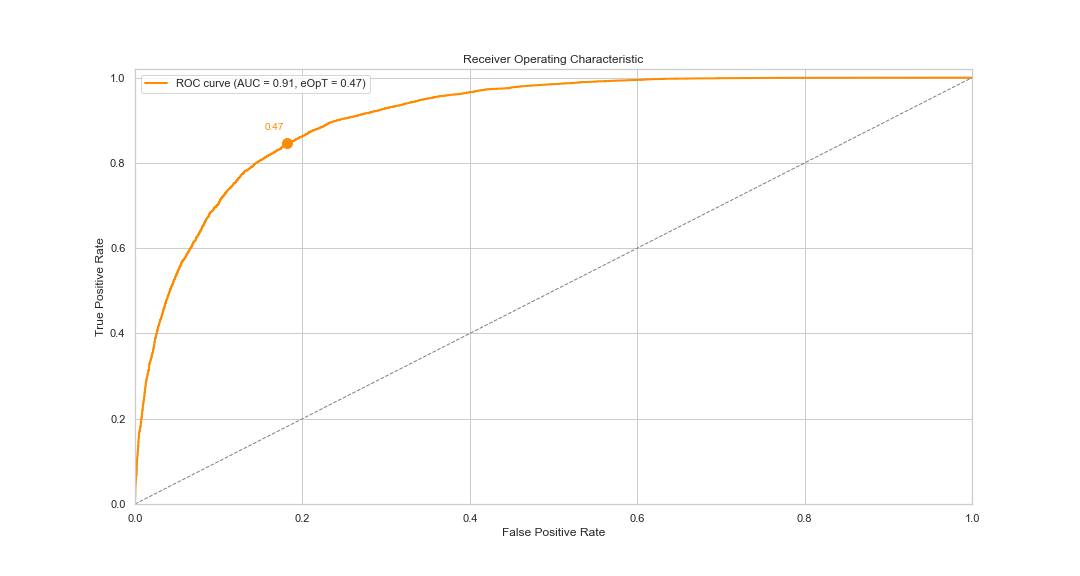 Receiver Operating Characteristic
1.0
ROC curve (AUC = 0.91, eOpT = 0.47)
0.47
0.8
0.6
True Positive Rate
0.4
0.2
0.0
0.0 0.2 0.4 0.6 0.8 1.0
False Positive Rate